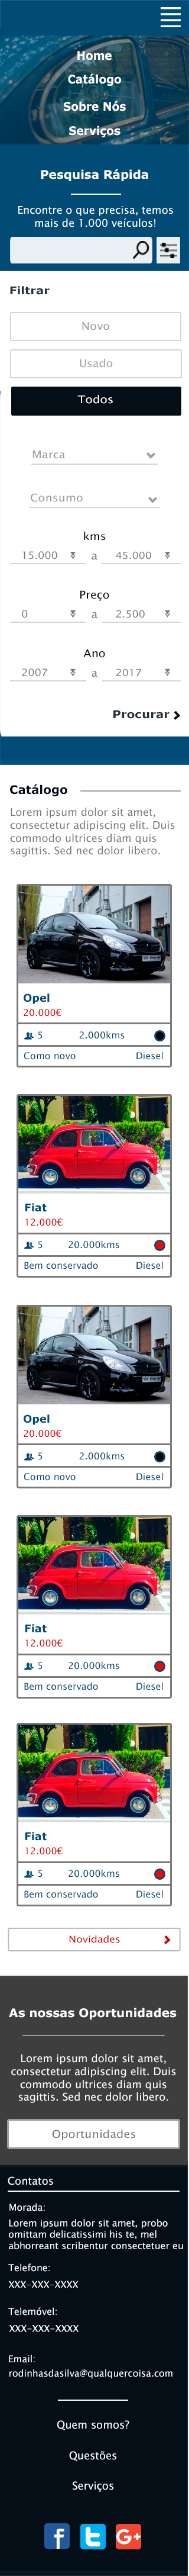 Home
Catálogo
Sobre Nós
Serviços
Pesquisa Rápida
Encontre o que precisa, temos
mais de 1.000 veículos!
Filtrar
Novo
Usado
Todos
Marca
Consumo
kms
15.000 a 45.000
Preço
0 a 2.500
Ano
2007 a 2017
Procurar
Catálogo
Lorem ipsum dolor sit amet,
consectetur adipiscing elit. Duis
commodo ultrices diam quis
sagittis. Sed nec dolor libero.
Opel
20.000€
5 2.000kms
Como novo Diesel
Fiat
12.000€
5 20.000kms
Bem conservado Diesel
Opel
20.000€
5 2.000kms
Como novo Diesel
Fiat
12.000€
5 20.000kms
Bem conservado Diesel
Fiat
12.000€
5 20.000kms
Bem conservado Diesel
Novidades
As nossas Oportunidades
Lorem ipsum dolor sit amet,
consectetur adipiscing elit. Duis
commodo ultrices diam quis
sagittis. Sed nec dolor libero.
Oportunidades
Contatos
Morada:
Lorem ipsum dolor sit amet, probo
omittam delicatissimi his te, mel
abhorreant scribentur consectetuer eu
Telefone:
XXX-XXX-XXXX
Telemóvel:
XXX-XXX-XXXX
Email:
rodinhasdasilva@qualquercoisa.com
Quem somos?
Questões
Serviços
f
G+